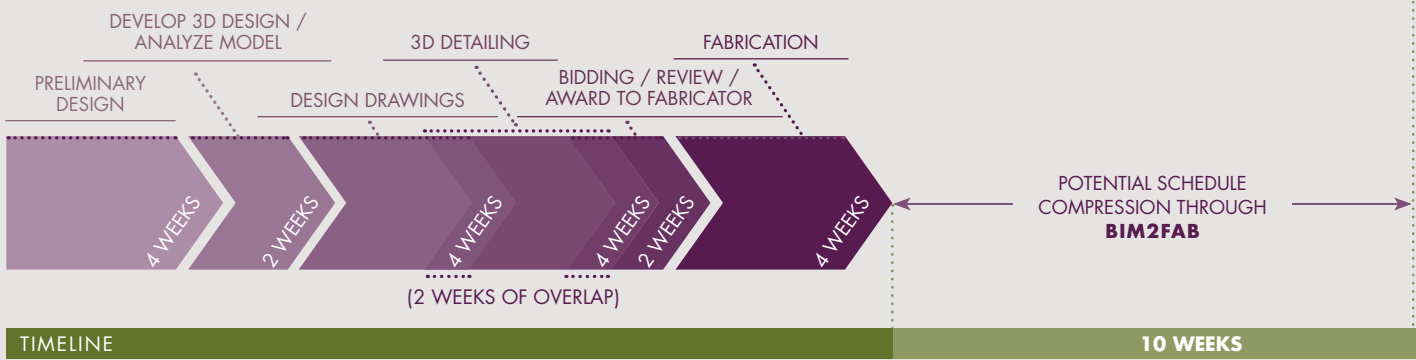 DEVELOP 3D DESIGN /
ANALYZE MODEL
3D DETAILING
FABRICATION
PRELIMINARY
DESIGN
DESIGN DRAWINGS
BIDDING / REVIEW /
AWARD TO FABRICATOR
4 WEEKS
2 WEEKS
4 WEEKS
4 WEEKS
2 WEEKS
4 WEEKS
POTENTIAL SCHEDULE
COMPRESSION THROUGH
BIM2FAB
(2 WEEKS OF OVERLAP)
TIMELINE
10 WEEKS